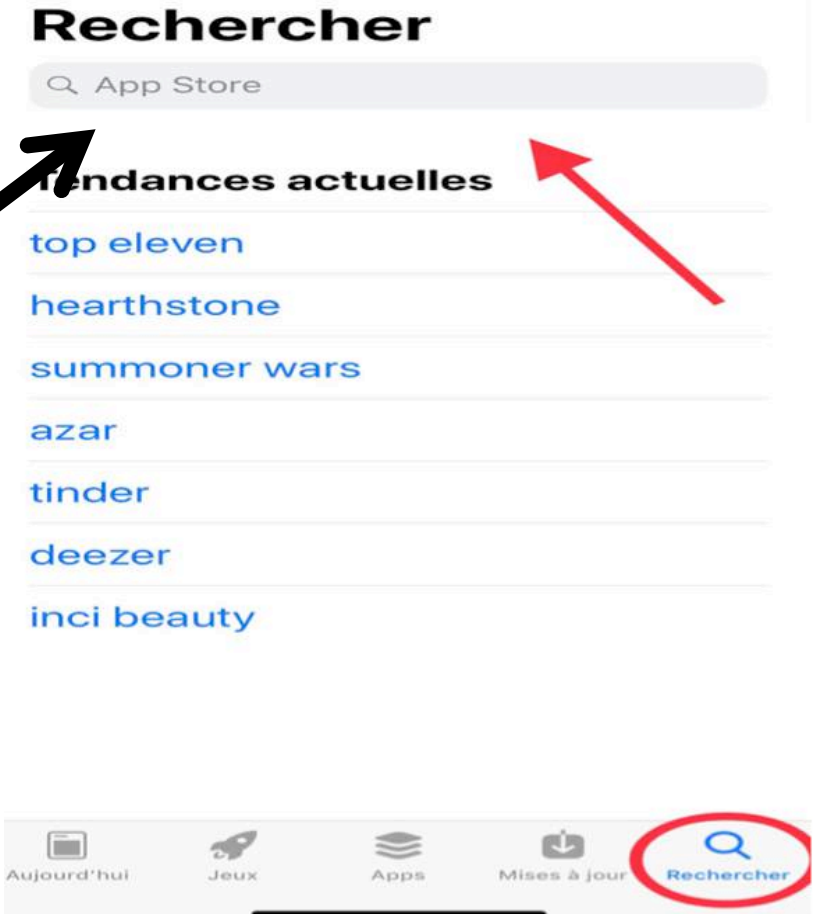 Rechercher
App Store
Tendances actuelles
top eleven
hearthstone
summoner wars
azar
tinder
deezer
inci beauty
Aujourd'hui Jeux Apps Mises à jour Rechercher